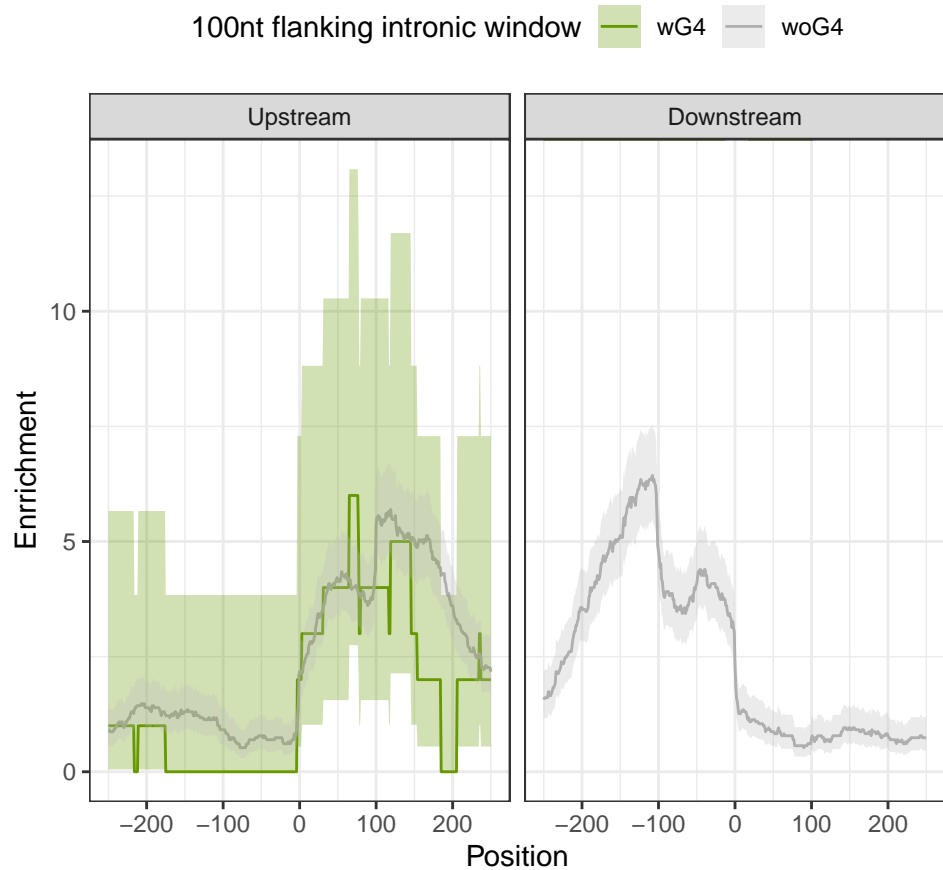 100nt flanking intronic window wG4 woG4
Upstream Downstream
10
5
0
Enrrichment
−200 −100 0 100 200 −200 −100 0 100 200
Position